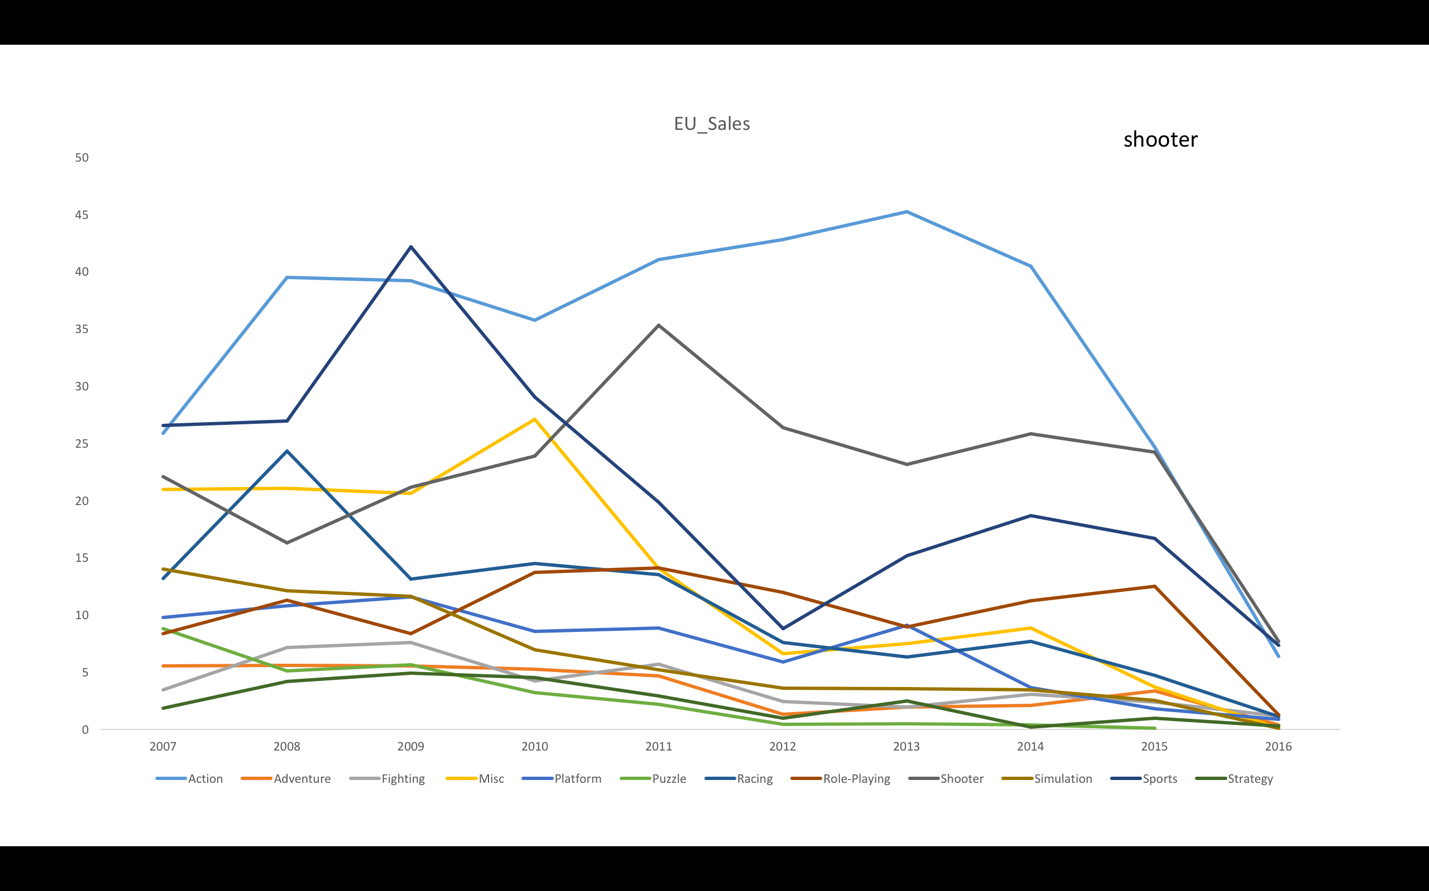 EU_Sales
shooter
50
45
40
35
30
25
20
15
10
5
0
2007 2008 2009 2010 2011 2012 2013 2014 2015 2016
Action Adventure Fighting Misc Platform Puzzle Racing Role-Playing Shooter Simulation Sports Strategy